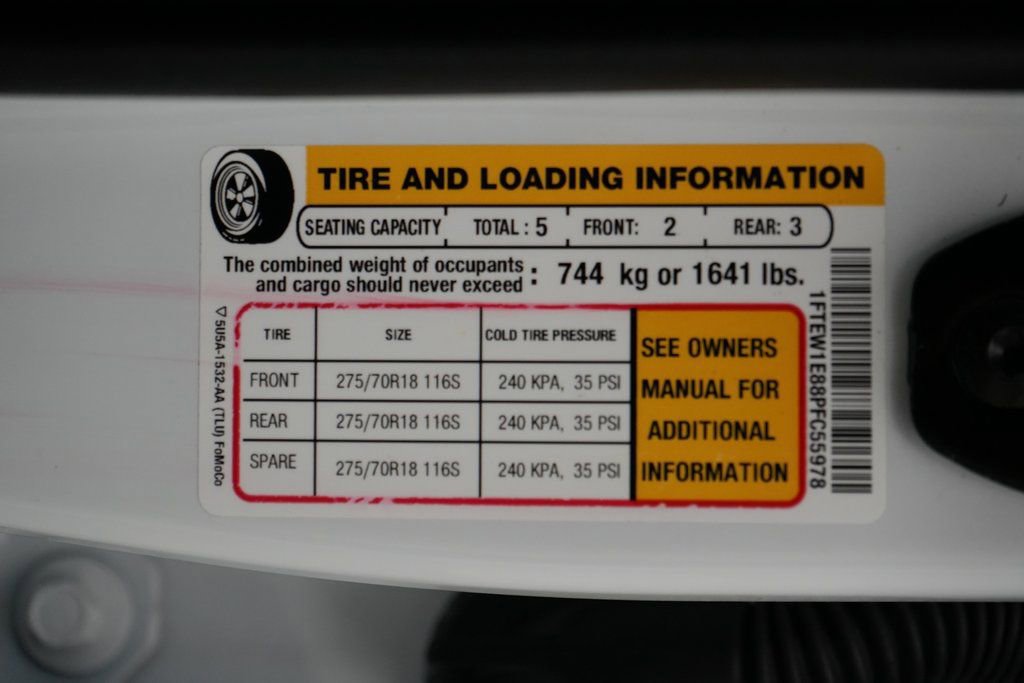 TIRE AND LOADING INFORMATION
SEATING CAPACITY TOTAL : 5 FRONT: 2 REAR: 3
The combined weight of occupants
and cargo should never exceed : 744 kg or 1641 lbs.
TIRE SIZE COLD TIRE PRESSURE
FRONT 275/70R18 116S 240 KPA, 35 PSI
REAR 275/70R18 116S 240 KPA, 35 PSI
SPARE 275/70R18 116S 240 KPA, 35 PSI
SEE OWNERS
MANUAL FOR
ADDITIONAL
INFORMATION
5U5A-1532-AA (TLU) FoMoCo
1FTEW1E88PFC55978